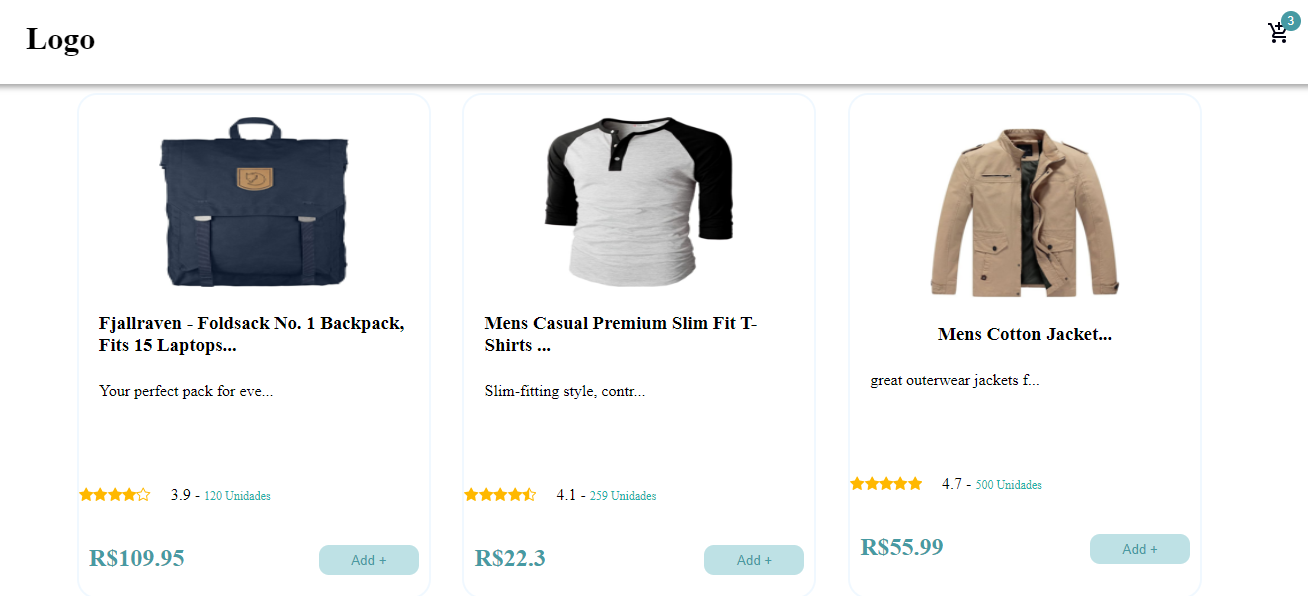 Logo
3
Fjallraven - Foldsack No. 1 Backpack,
Fits 15 Laptops...
Your perfect pack for eve...
3.9 - 120 Unidades
R$109.95
Add +
Mens Casual Premium Slim Fit T-
Shirts ...
Slim-fitting style, contr...
4.1 - 259 Unidades
R$22.3
Add +
Mens Cotton Jacket...
great outerwear jackets f...
4.7 - 500 Unidades
R$55.99
Add +